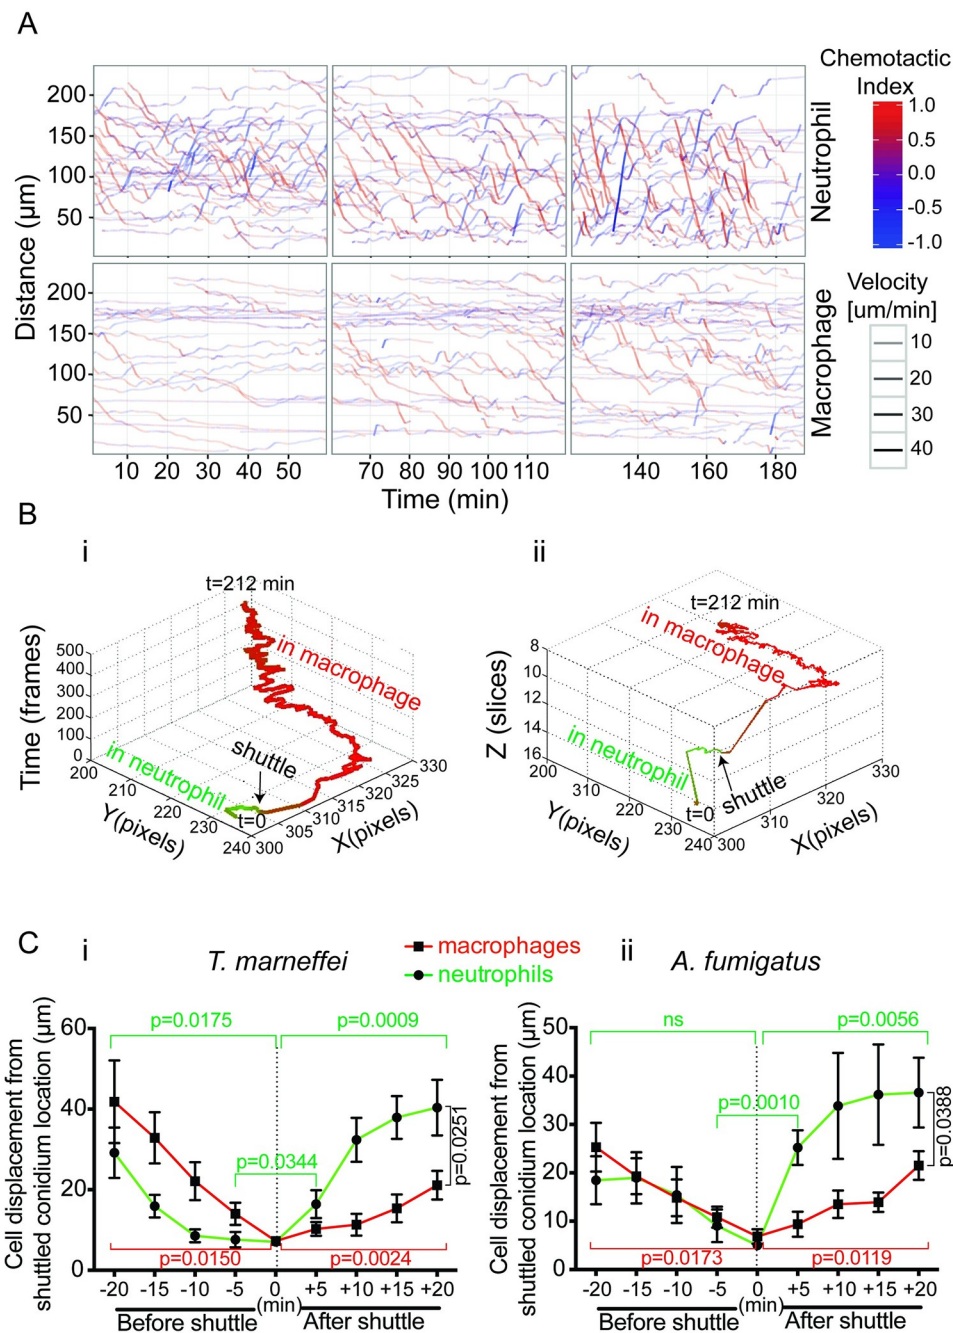 A
Chemotactic
Index
Neutrophil
1.0
0.5
0.0
-0.5
-1.0
200
150
100
50
Distance (µm)
Macrophage
Velocity
[um/min]
10
20
30
40
200
150
100
50
10 20 30 40 50 70 80 90 100 110 140 160 180
Time (min)
B
i
t=212 min
in macrophage
Time (frames)
500
400
300
200
100
0
in neutrophil
shuttle
t=0
200 210 220 230 240
Y(pixels)
300 305 310 315 320 325 330
X(pixels)
ii
t=212 min
in macrophage
Z (slices)
8
10
12
14
16
in neutrophil
shuttle
t=0
200 310 220 230 240
Y(pixels)
300 310 320 330
X(pixels)
C
i
T. marneffei
macrophages
neutrophils
ii
A. fumigatus
Cell displacement from
shuttled conidium location (µm)
60
40
20
0
p=0.0175
p=0.0009
p=0.0344
p=0.0251
p=0.0150
p=0.0024
-20 -15 -10 -5 0 +5 +10 +15 +20
(min)
Before shuttle
After shuttle
Cell displacement from
shuttled conidium location (µm)
50
40
30
20
10
0
ns
p=0.0056
p=0.0010
p=0.0388
p=0.0173
p=0.0119
-20 -15 -10 -5 0 +5 +10 +15 +20
(min)
Before shuttle
After shuttle